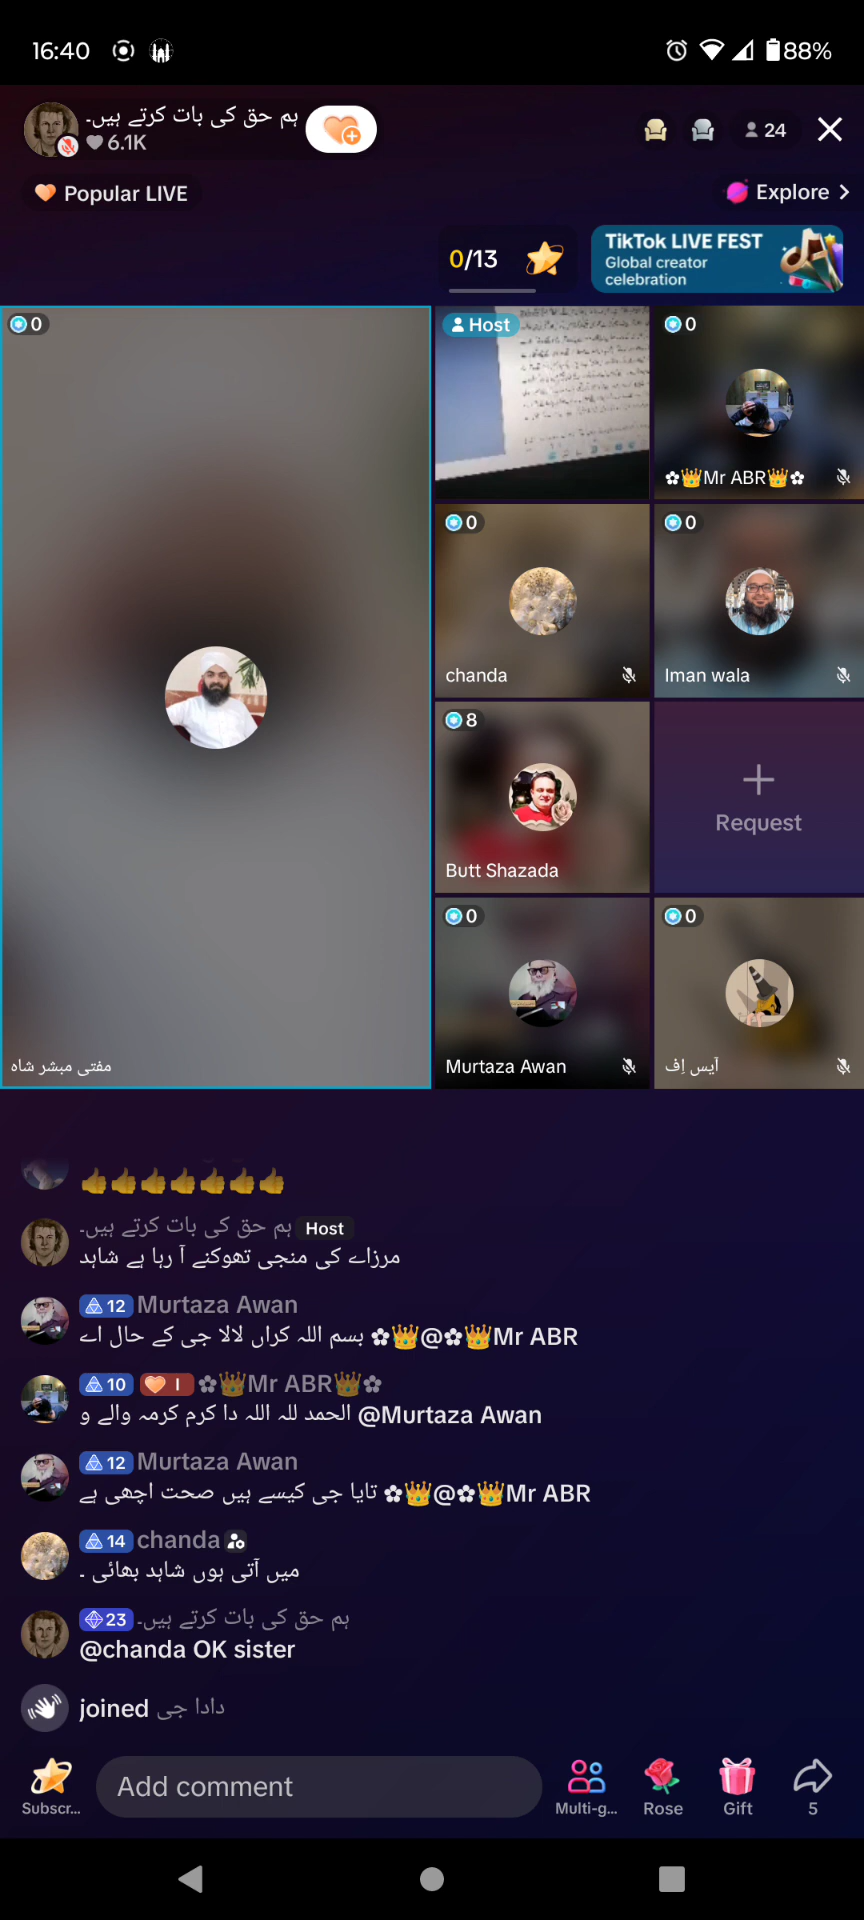 16:40
88%
ہم حق کی بات کرتے ہیں۔
6.1K
24
Popular LIVE
Explore
0/13
TikTok LIVE FEST
Global creator
celebration
0
Host
0
✿👑Mr ABR👑✿
0
chanda
0
Iman wala
8
Butt Shazada
Request
0
Murtaza Awan
0
آیس اِف
مفتی مبشر شاہ
👍👍👍👍👍👍👍
ہم حق کی بات کرتے ہیں۔ Host
مرزاے کی منجی تھوکنے آ رہا ہے شاہد
12 Murtaza Awan
بسم اللہ کراں لالا جی کے حال اے @✿👑✿👑Mr ABR
10 I ✿👑Mr ABR👑✿
الحمد للہ اللہ دا کرم کرمہ والے و @Murtaza Awan
12 Murtaza Awan
تایا جی کیسے ہیں صحت اچھی ہے @✿👑✿👑Mr ABR
14 chanda
میں آتی ہوں شاہد بھائی ۔
23 ہم حق کی بات کرتے ہیں۔
@chanda OK sister
joined دادا جی
Add comment
Subscr...
Multi-g...
Rose
Gift
5